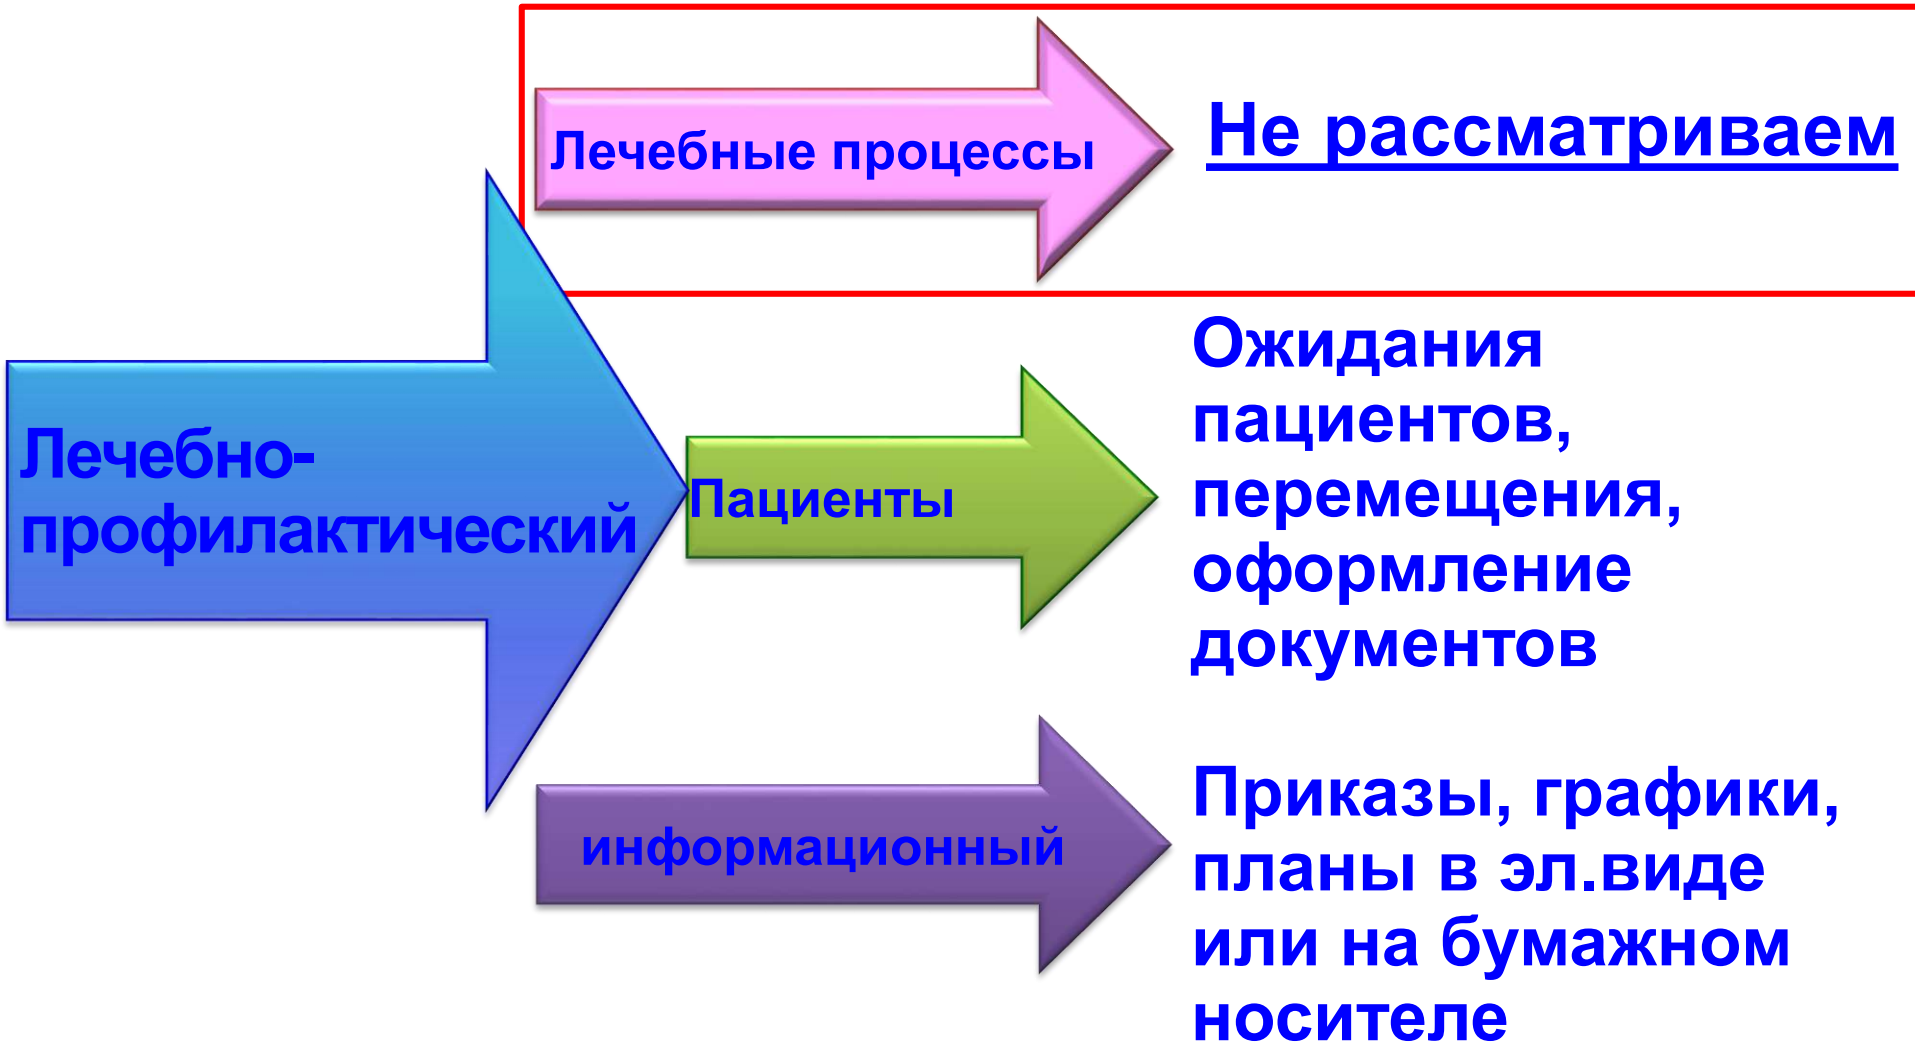 Лечебные процессы
Не рассматриваем
Лечебно-
профилактический
Пациенты
Ожидания
пациентов,
перемещения,
оформление
документов
информационный
Приказы, графики,
планы в эл.виде
или на бумажном
носителе